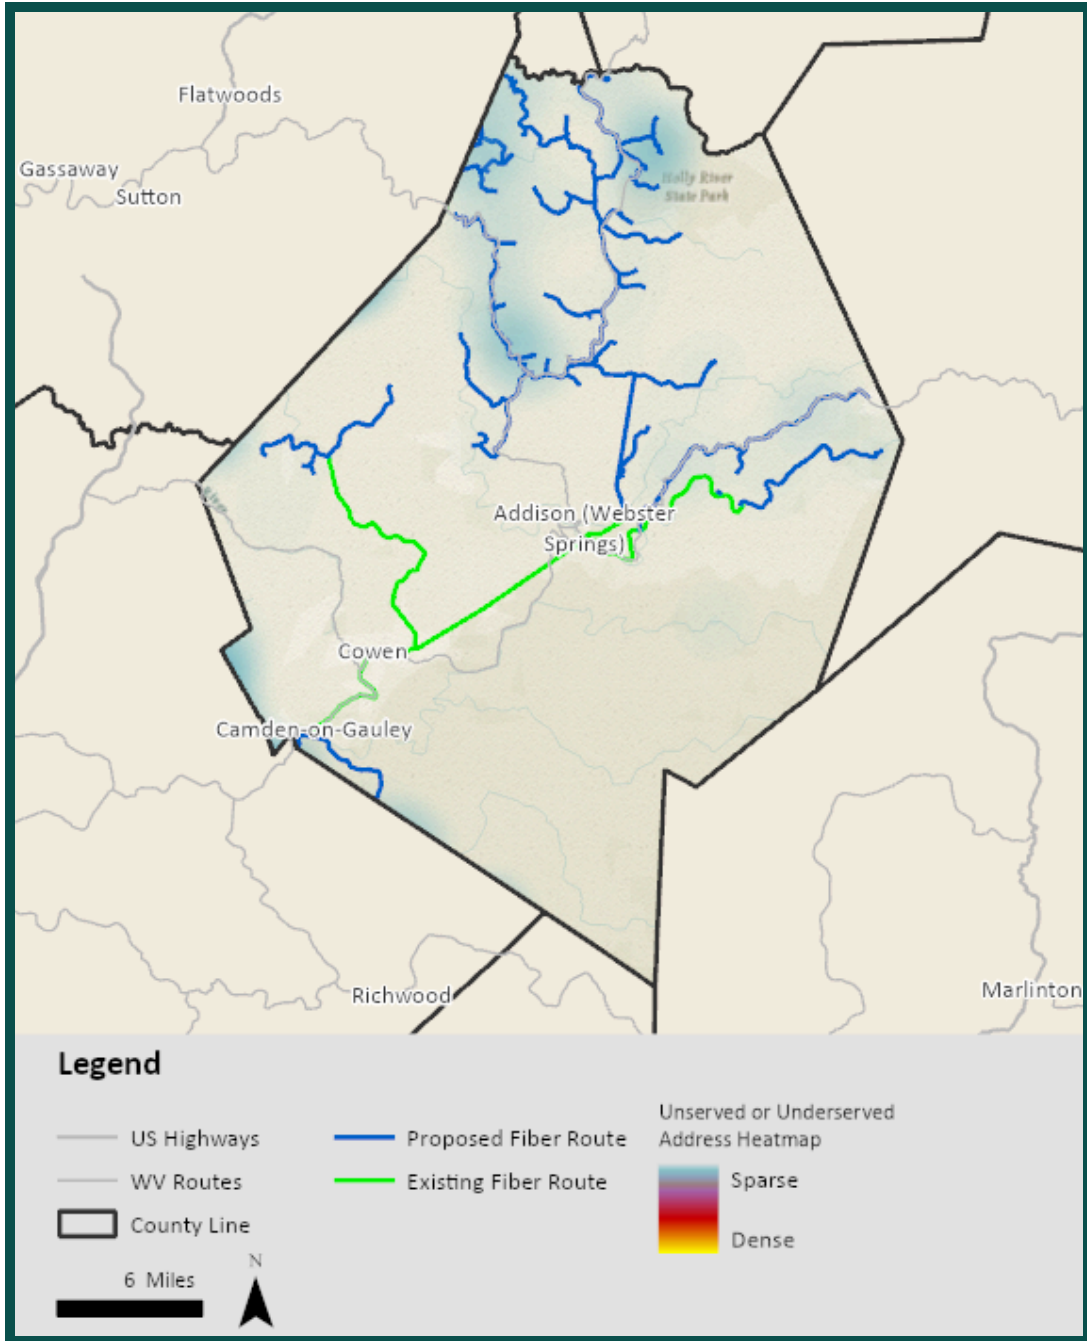 Flatwoods
Gassaway
Sutton
Holly River
State Park
River
Addison (Webster
Springs)
Cowen
Camden-on-Gauley
Richwood
Marlinton
Legend
US Highways
WV Routes
County Line
Proposed Fiber Route
Existing Fiber Route
Unserved or Underserved
Address Heatmap
Sparse
Dense
6 Miles
N